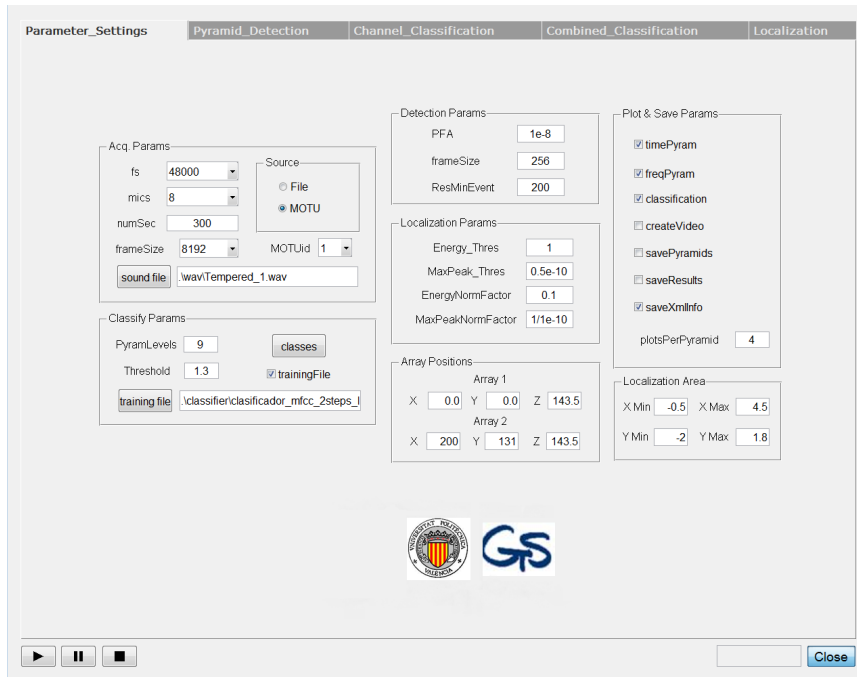 Parameter_Settings Pyramid_Detection Channel_Classification Combined_Classification Localization
Acq. Params
fs 48000
mics 8
numSec 300
frameSize 8192
Source
File
MOTU
MOTUid 1
sound file .\wav\Tempered_1.wav
Classify Params
PyramLevels 9 classes
Threshold 1.3 trainingFile
training file .\classifier\clasificador_mfcc_2steps_l
Detection Params
PFA 1e-8
frameSize 256
ResMinEvent 200
Localization Params
Energy_Thres 1
MaxPeak_Thres 0.5e-10
EnergyNormFactor 0.1
MaxPeakNormFactor 1/1e-10
Array Positions
Array 1
X 0.0 Y 0.0 Z 143.5
Array 2
X 200 Y 131 Z 143.5
Plot & Save Params
timePyram
freqPyram
classification
createVideo
savePyramids
saveResults
saveXmlInfo
plotsPerPyramid 4
Localization Area
X Min -0.5 X Max 4.5
Y Min -2 Y Max 1.8
UNIVERSITAT POLITÈCNICA
VALÈNCIA
GTS
Close